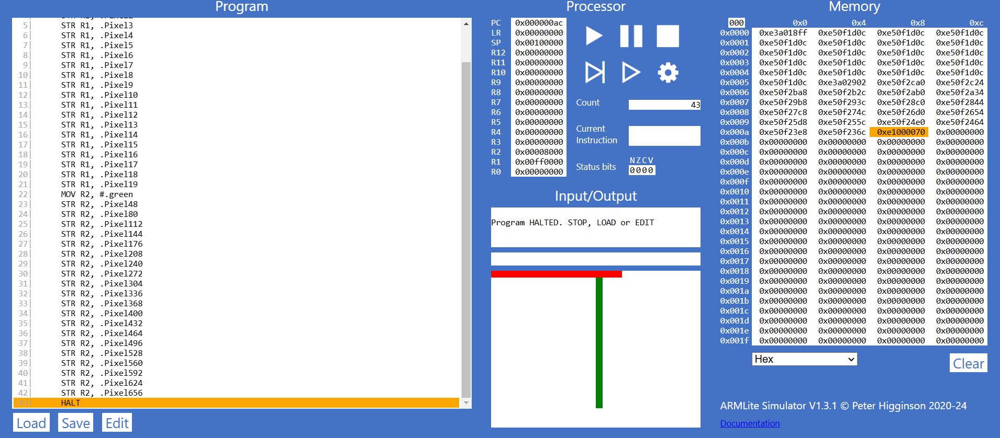 Program
5|      STR R1, .Pixel3
6|      STR R1, .Pixel4
7|      STR R1, .Pixel5
8|      STR R1, .Pixel6
9|      STR R1, .Pixel7
10|      STR R1, .Pixel8
11|      STR R1, .Pixel9
12|      STR R1, .Pixel10
13|      STR R1, .Pixel11
14|      STR R1, .Pixel12
15|      STR R1, .Pixel13
16|      STR R1, .Pixel14
17|      STR R1, .Pixel15
18|      STR R1, .Pixel16
19|      STR R1, .Pixel17
20|      STR R1, .Pixel18
21|      STR R1, .Pixel19
22|      MOV R2, #.green
23|      STR R2, .Pixel48
24|      STR R2, .Pixel80
25|      STR R2, .Pixel112
26|      STR R2, .Pixel144
27|      STR R2, .Pixel176
28|      STR R2, .Pixel208
29|      STR R2, .Pixel240
30|      STR R2, .Pixel272
31|      STR R2, .Pixel304
32|      STR R2, .Pixel336
33|      STR R2, .Pixel368
34|      STR R2, .Pixel400
35|      STR R2, .Pixel432
36|      STR R2, .Pixel464
37|      STR R2, .Pixel496
38|      STR R2, .Pixel528
39|      STR R2, .Pixel560
40|      STR R2, .Pixel592
41|      STR R2, .Pixel624
42|      STR R2, .Pixel656
43|      HALT
Load Save Edit
Processor
PC 0x000000ac
LR 0x00000000
SP 0x00100000
R12 0x00000000
R11 0x00000000
R10 0x00000000
R9 0x00000000
R8 0x00000000
R7 0x00000000
R6 0x00000000
R5 0x00000000
R4 0x00000000
R3 0x00000000
R2 0x00008000
R1 0x00ff0000
R0 0x00000000
Count 43
Current
Instruction
NZCV
Status bits 0000
Input/Output
Program HALTED. STOP, LOAD or EDIT
Memory
000 0x0 0x4 0x8 0xc
0x0000 0xe3a018ff 0xe50f1d0c 0xe50f1d0c 0xe50f1d0c
0x0001 0xe50f1d0c 0xe50f1d0c 0xe50f1d0c 0xe50f1d0c
0x0002 0xe50f1d0c 0xe50f1d0c 0xe50f1d0c 0xe50f1d0c
0x0003 0xe50f1d0c 0xe50f1d0c 0xe50f1d0c 0xe50f1d0c
0x0004 0xe50f1d0c 0xe50f1d0c 0xe50f1d0c 0xe50f1d0c
0x0005 0xe50f1d0c 0xe3a02902 0xe50f2ca0 0xe50f2c24
0x0006 0xe50f2ba8 0xe50f2b2c 0xe50f2ab0 0xe50f2a34
0x0007 0xe50f29b8 0xe50f293c 0xe50f28c0 0xe50f2844
0x0008 0xe50f27c8 0xe50f274c 0xe50f26d0 0xe50f2654
0x0009 0xe50f25d8 0xe50f255c 0xe50f24e0 0xe50f2464
0x000a 0xe50f23e8 0xe50f236c 0xe1000070 0x00000000
0x000b 0x00000000 0x00000000 0x00000000 0x00000000
0x000c 0x00000000 0x00000000 0x00000000 0x00000000
0x000d 0x00000000 0x00000000 0x00000000 0x00000000
0x000e 0x00000000 0x00000000 0x00000000 0x00000000
0x000f 0x00000000 0x00000000 0x00000000 0x00000000
0x0010 0x00000000 0x00000000 0x00000000 0x00000000
0x0011 0x00000000 0x00000000 0x00000000 0x00000000
0x0012 0x00000000 0x00000000 0x00000000 0x00000000
0x0013 0x00000000 0x00000000 0x00000000 0x00000000
0x0014 0x00000000 0x00000000 0x00000000 0x00000000
0x0015 0x00000000 0x00000000 0x00000000 0x00000000
0x0016 0x00000000 0x00000000 0x00000000 0x00000000
0x0017 0x00000000 0x00000000 0x00000000 0x00000000
0x0018 0x00000000 0x00000000 0x00000000 0x00000000
0x0019 0x00000000 0x00000000 0x00000000 0x00000000
0x001a 0x00000000 0x00000000 0x00000000 0x00000000
0x001b 0x00000000 0x00000000 0x00000000 0x00000000
0x001c 0x00000000 0x00000000 0x00000000 0x00000000
0x001d 0x00000000 0x00000000 0x00000000 0x00000000
0x001e 0x00000000 0x00000000 0x00000000 0x00000000
0x001f 0x00000000 0x00000000 0x00000000 0x00000000
Hex Clear
ARMLite Simulator V1.3.1 © Peter Higginson 2020-24
Documentation